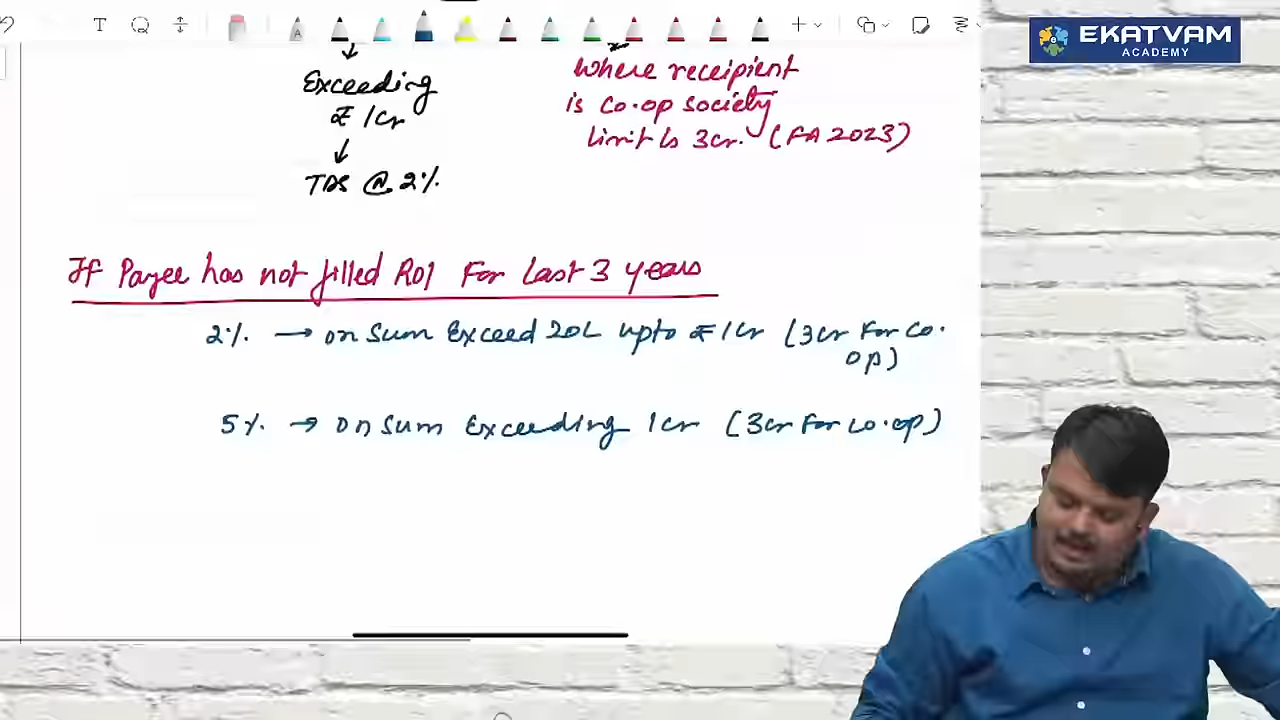 EKATVAM
ACADEMY
Exceeding
₹ 1Cr
↓
TDS @ 2%
Where receipient
is Co.op society
limit is 3cr. (FA 2023)
If Payee has not filled ROI For Last 3 years
2% → on Sum Exceed 20L upto ₹ 1Cr (3Cr For Co.
op)
5% → on Sum Exceeding 1Cr (3Cr For Co.op)